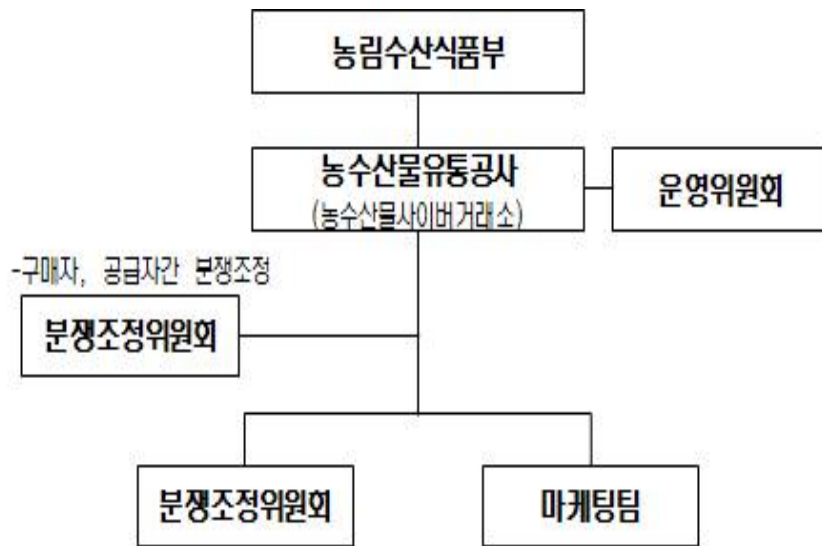 농림수산식품부
농수산물유통공사
(농수산물사이버거래소)
운영위원회
-구매자, 공급자간 분쟁조정
분쟁조정위원회
분쟁조정위원회
마케팅팀